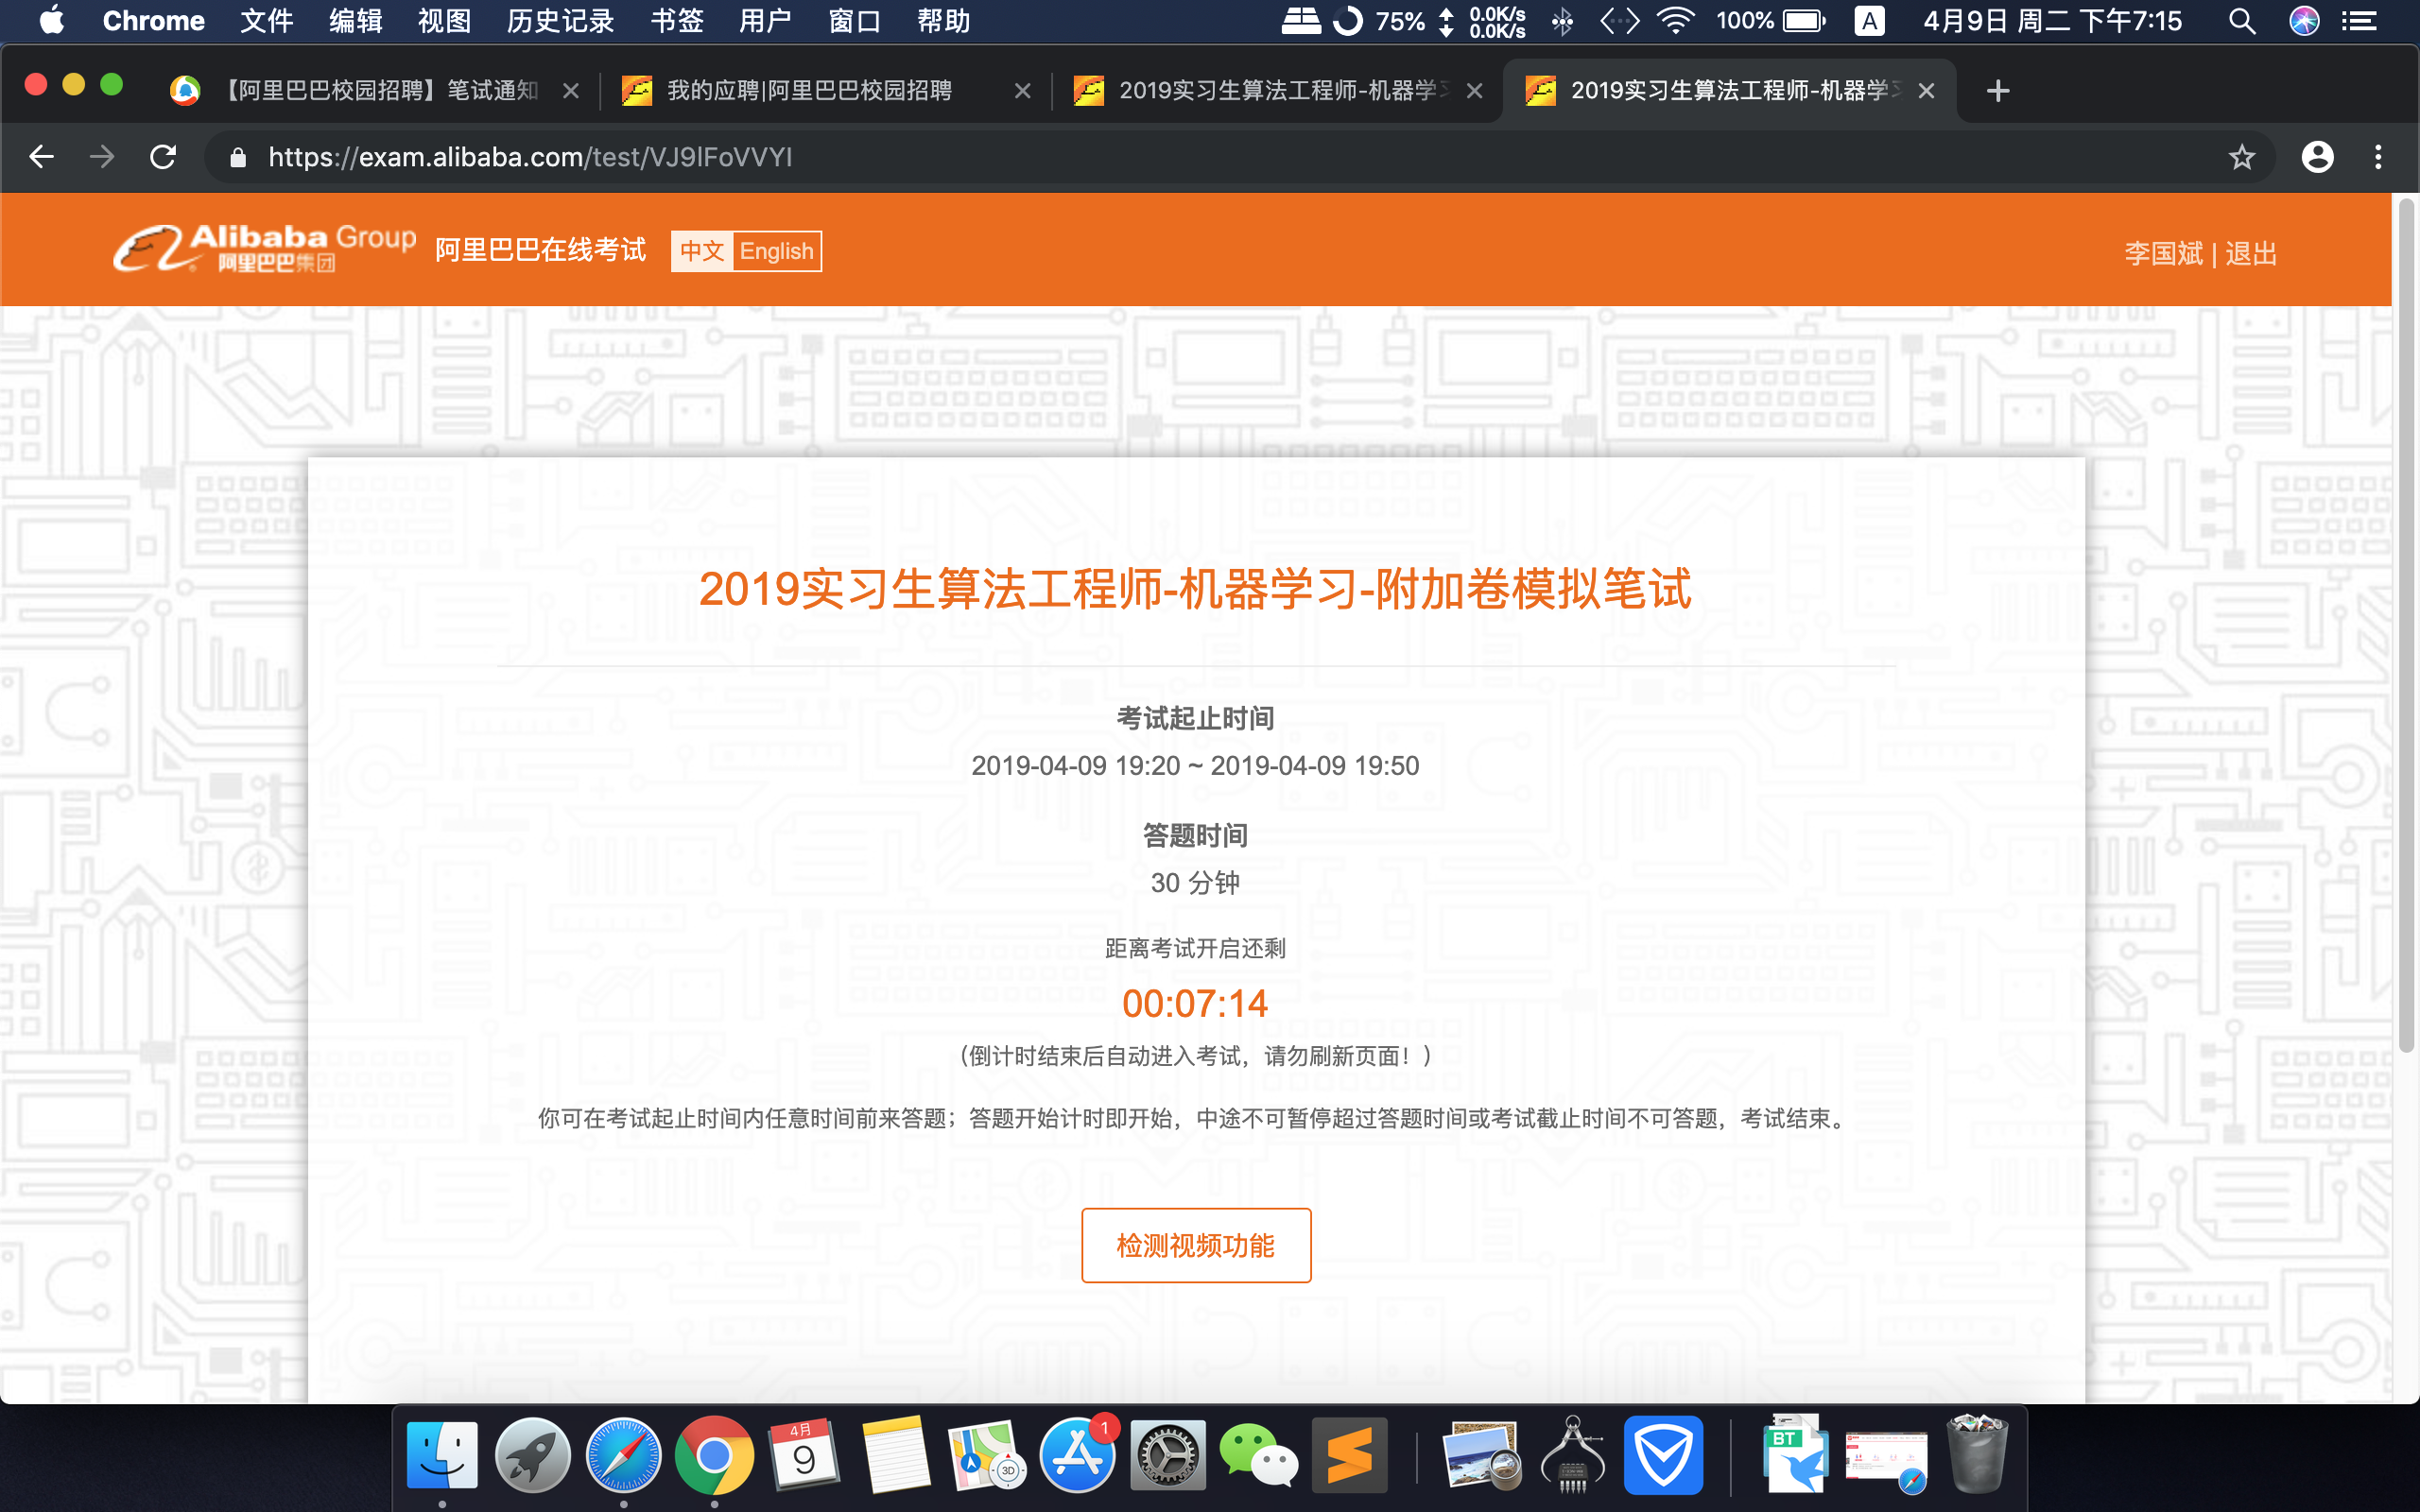 Chrome 文件 编辑 视图 历史记录 书签 用户 窗口 帮助 75% 0.0K/s 0.0K/s 100% A 4月9日 周二 下午7:15
【阿里巴巴校园招聘】笔试通知 我的应聘|阿里巴巴校园招聘 2019实习生算法工程师-机器学习 2019实习生算法工程师-机器学习
https://exam.alibaba.com/test/VJ9lFoVVYI
Alibaba Group 阿里巴巴集团 阿里巴巴在线考试 中文 English 李国斌 | 退出
2019实习生算法工程师-机器学习-附加卷模拟笔试
考试起止时间
2019-04-09 19:20 ~ 2019-04-09 19:50
答题时间
30 分钟
距离考试开启还剩
00:07:14
（倒计时结束后自动进入考试，请勿刷新页面！）
你可在考试起止时间内任意时间前来答题；答题开始计时即开始，中途不可暂停超过答题时间或考试截止时间不可答题，考试结束。
检测视频功能
4月 9 3D 1 BT